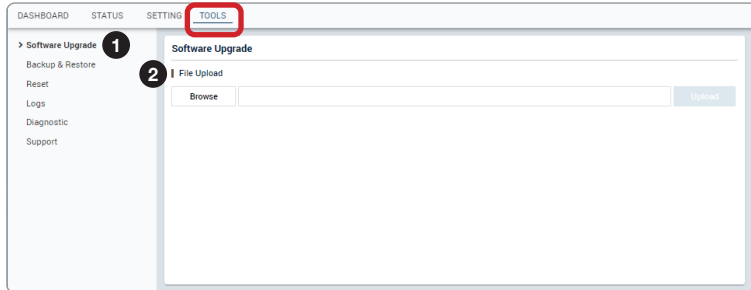 DASHBOARD STATUS SETTING TOOLS
> Software Upgrade 1
Backup & Restore
Reset
Logs
Diagnostic
Support
Software Upgrade
2 File Upload
Browse Upload